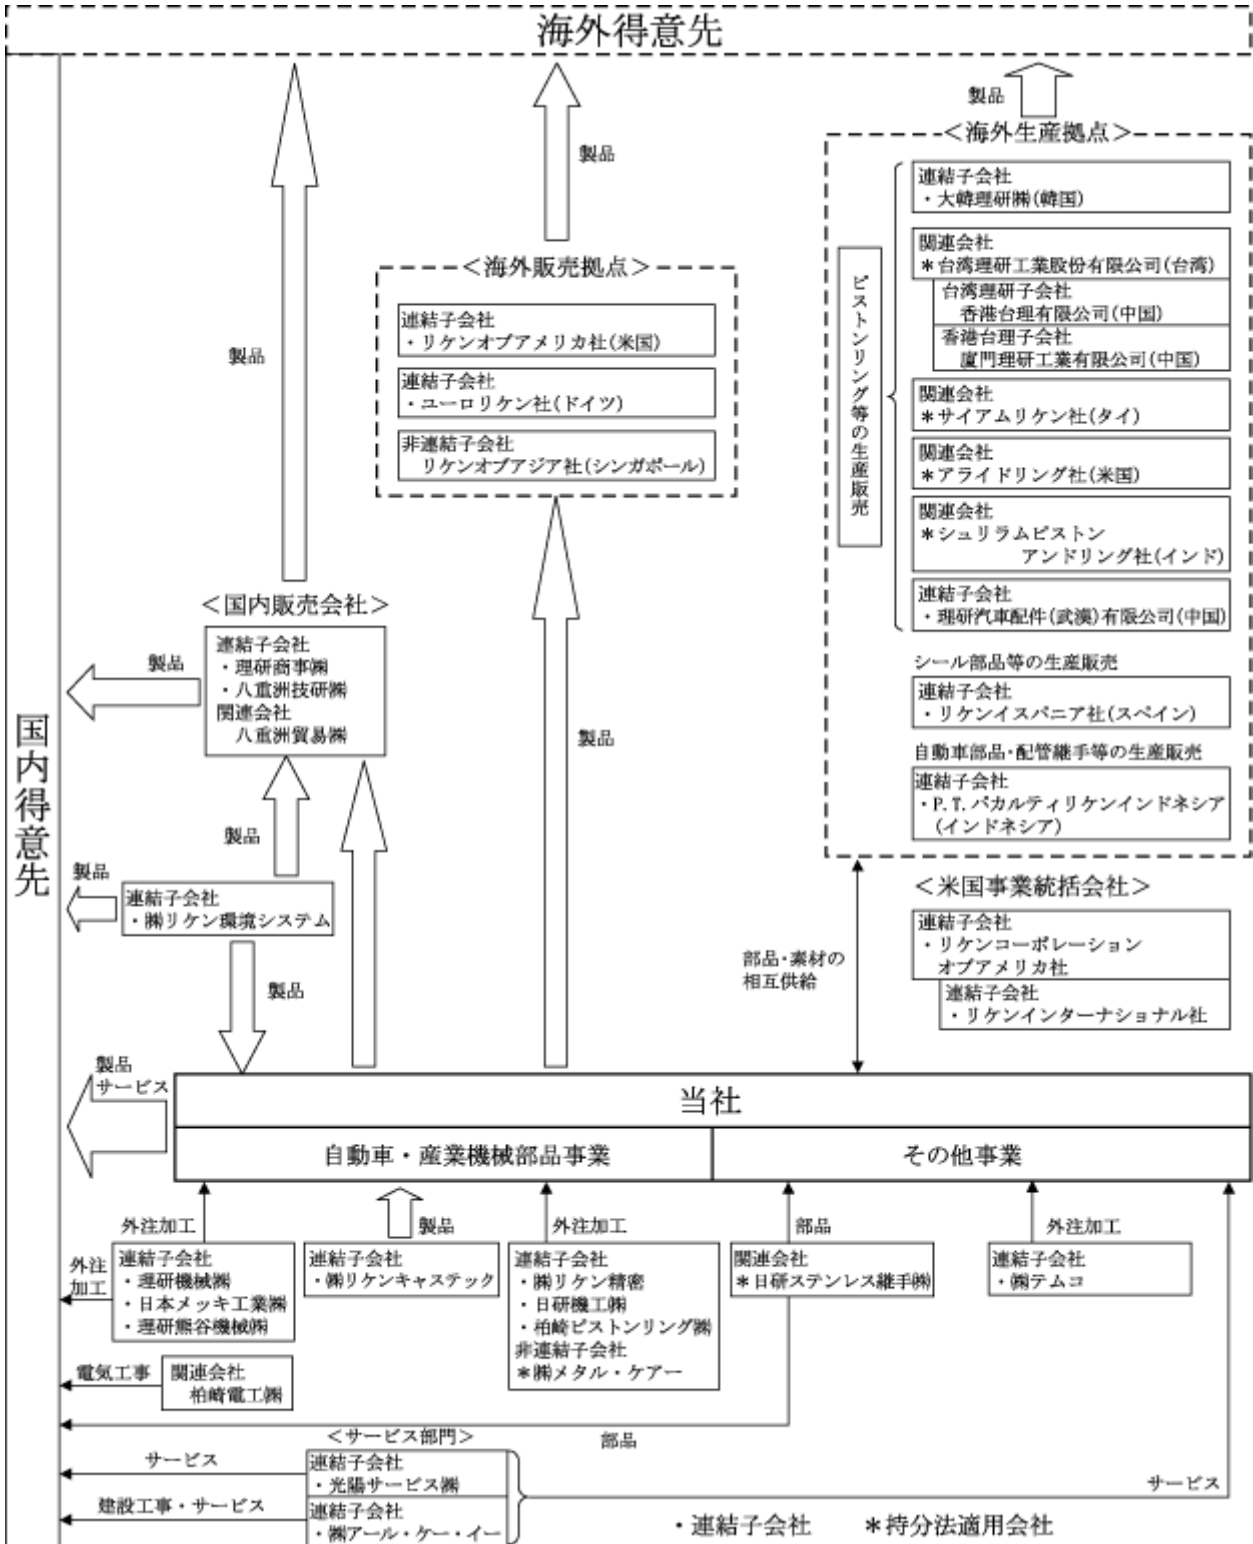 海外得意先
製品
＜海外生産拠点＞
連結子会社
・大韓理研㈱(韓国)
関連会社
＊台湾理研工業股份有限公司(台湾)
台湾理研子会社
香港台理有限公司(中国)
香港台理子会社
廈門理研工業有限公司(中国)
関連会社
＊サイアムリケン社(タイ)
関連会社
＊アライドリング社(米国)
関連会社
＊シュリラムピストン
アンドリング社(インド)
連結子会社
・理研汽車配件(武漢)有限公司(中国)
ピストンリング等の生産販売
シール部品等の生産販売
連結子会社
・リケンイスパニア社(スペイン)
自動車部品・配管継手等の生産販売
連結子会社
・P.T.パカルティリケンインドネシア
(インドネシア)
製品
＜海外販売拠点＞
連結子会社
・リケンオブアメリカ社(米国)
連結子会社
・ユーロリケン社(ドイツ)
非連結子会社
リケンオブアジア社(シンガポール)
製品
製品
＜国内販売会社＞
連結子会社
・理研商事㈱
・八重洲技研㈱
関連会社
八重洲貿易㈱
製品
国内得意先
製品
製品
連結子会社
・㈱リケン環境システム
製品
部品・素材の
相互供給
＜米国事業統括会社＞
連結子会社
・リケンコーポレーション
オブアメリカ社
連結子会社
・リケンインターナショナル社
製品
サービス
当社
自動車・産業機械部品事業
その他事業
外注加工
製品
外注加工
部品
外注加工
外注
加工
連結子会社
・理研機械㈱
・日本メッキ工業㈱
・理研熊谷機械㈱
連結子会社
・㈱リケンキャステック
連結子会社
・㈱リケン精密
・日研機工㈱
・柏崎ピストンリング㈱
非連結子会社
＊㈱メタル・ケアー
関連会社
＊日研ステンレス継手㈱
連結子会社
・㈱テムコ
電気工事
関連会社
柏崎電工㈱
部品
＜サービス部門＞
サービス
連結子会社
・光陽サービス㈱
サービス
建設工事・サービス
連結子会社
・㈱アール・ケー・イー
・連結子会社　＊持分法適用会社